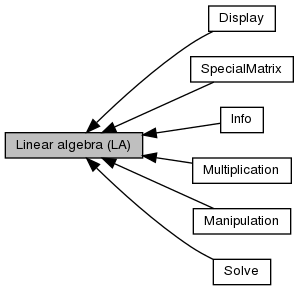 Display
SpecialMatrix
Info
Linear algebra (LA)
Multiplication
Manipulation
Solve